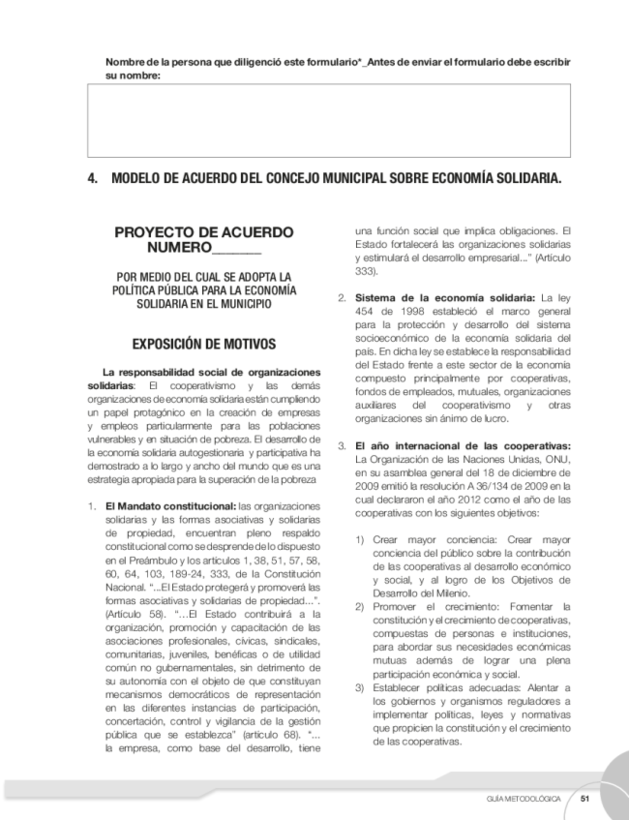 Nombre de la persona que diligenció este formulario*_Antes de enviar el formulario debe escribir
su nombre:
4. MODELO DE ACUERDO DEL CONCEJO MUNICIPAL SOBRE ECONOMÍA SOLIDARIA.
PROYECTO DE ACUERDO
NUMERO______
POR MEDIO DEL CUAL SE ADOPTA LA
POLÍTICA PÚBLICA PARA LA ECONOMÍA
SOLIDARIA EN EL MUNICIPIO
EXPOSICIÓN DE MOTIVOS
La responsabilidad social de organizaciones
solidarias: El cooperativismo y las demás
organizaciones de economía solidaria están cumpliendo
un papel protagónico en la creación de empresas
y empleos particularmente para las poblaciones
vulnerables y en situación de pobreza. El desarrollo de
la economía solidaria autogestionaria y participativa ha
demostrado a lo largo y ancho del mundo que es una
estrategia apropiada para la superación de la pobreza
1. El Mandato constitucional: las organizaciones
solidarias y las formas asociativas y solidarias
de propiedad, encuentran pleno respaldo
constitucional como se desprende de lo dispuesto
en el Preámbulo y los artículos 1, 38, 51, 57, 58,
60, 64, 103, 189-24, 333, de la Constitución
Nacional. “...El Estado protegerá y promoverá las
formas asociativas y solidarias de propiedad...”.
(Artículo 58). “…El Estado contribuirá a la
organización, promoción y capacitación de las
asociaciones profesionales, cívicas, sindicales,
comunitarias, juveniles, benéficas o de utilidad
común no gubernamentales, sin detrimento de
su autonomía con el objeto de que constituyan
mecanismos democráticos de representación
en las diferentes instancias de participación,
concertación, control y vigilancia de la gestión
pública que se establezca” (artículo 68). “...
la empresa, como base del desarrollo, tiene
una función social que implica obligaciones. El
Estado fortalecerá las organizaciones solidarias
y estimulará el desarrollo empresarial...” (Artículo
333).
2. Sistema de la economía solidaria: La ley
454 de 1998 estableció el marco general
para la protección y desarrollo del sistema
socioeconómico de la economía solidaria del
país. En dicha ley se establece la responsabilidad
del Estado frente a este sector de la economía
compuesto principalmente por cooperativas,
fondos de empleados, mutuales, organizaciones
auxiliares del cooperativismo y otras
organizaciones sin ánimo de lucro.
3. El año internacional de las cooperativas:
La Organización de las Naciones Unidas, ONU,
en su asamblea general del 18 de diciembre de
2009 emitió la resolución A 36/134 de 2009 en la
cual declararon el año 2012 como el año de las
cooperativas con los siguientes objetivos:
1) Crear mayor conciencia: Crear mayor
conciencia del público sobre la contribución
de las cooperativas al desarrollo económico
y social, y al logro de los Objetivos de
Desarrollo del Milenio.
2) Promover el crecimiento: Fomentar la
constitución y el crecimiento de cooperativas,
compuestas de personas e instituciones,
para abordar sus necesidades económicas
mutuas además de lograr una plena
participación económica y social.
3) Establecer políticas adecuadas: Alentar a
los gobiernos y organismos reguladores a
implementar políticas, leyes y normativas
que propicien la constitución y el crecimiento
de las cooperativas.
GUÍA METODOLÓGICA 51